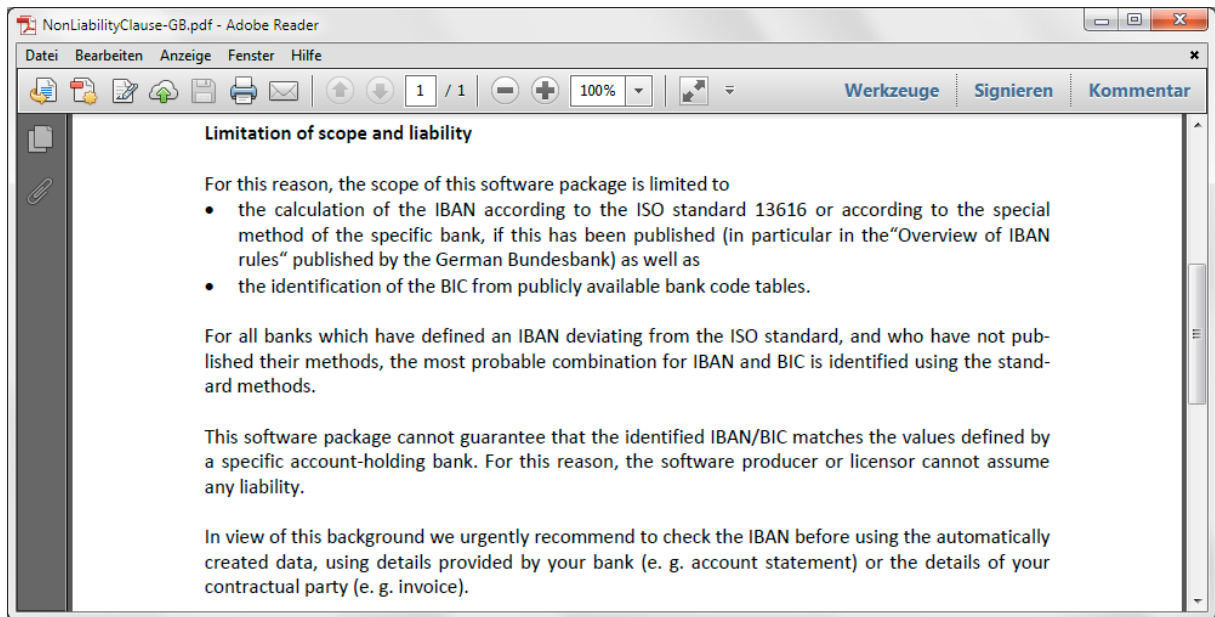 NonLiabilityClause-GB.pdf - Adobe Reader
Datei Bearbeiten Anzeige Fenster Hilfe
1 / 1 100% Werkzeuge Signieren Kommentar
Limitation of scope and liability
For this reason, the scope of this software package is limited to
• the calculation of the IBAN according to the ISO standard 13616 or according to the special
method of the specific bank, if this has been published (in particular in the“Overview of IBAN
rules“ published by the German Bundesbank) as well as
• the identification of the BIC from publicly available bank code tables.
For all banks which have defined an IBAN deviating from the ISO standard, and who have not pub-
lished their methods, the most probable combination for IBAN and BIC is identified using the stand-
ard methods.
This software package cannot guarantee that the identified IBAN/BIC matches the values defined by
a specific account-holding bank. For this reason, the software producer or licensor cannot assume
any liability.
In view of this background we urgently recommend to check the IBAN before using the automatically
created data, using details provided by your bank (e. g. account statement) or the details of your
contractual party (e. g. invoice).